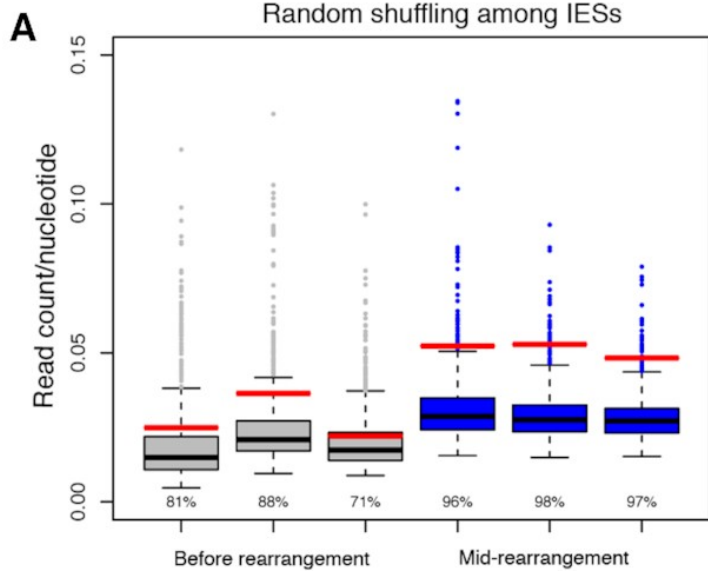 A
Random shuffling among IESs
Read count/nucleotide
0.15
0.10
0.05
0.00
81% 88% 71% 96% 98% 97%
Before rearrangement Mid-rearrangement